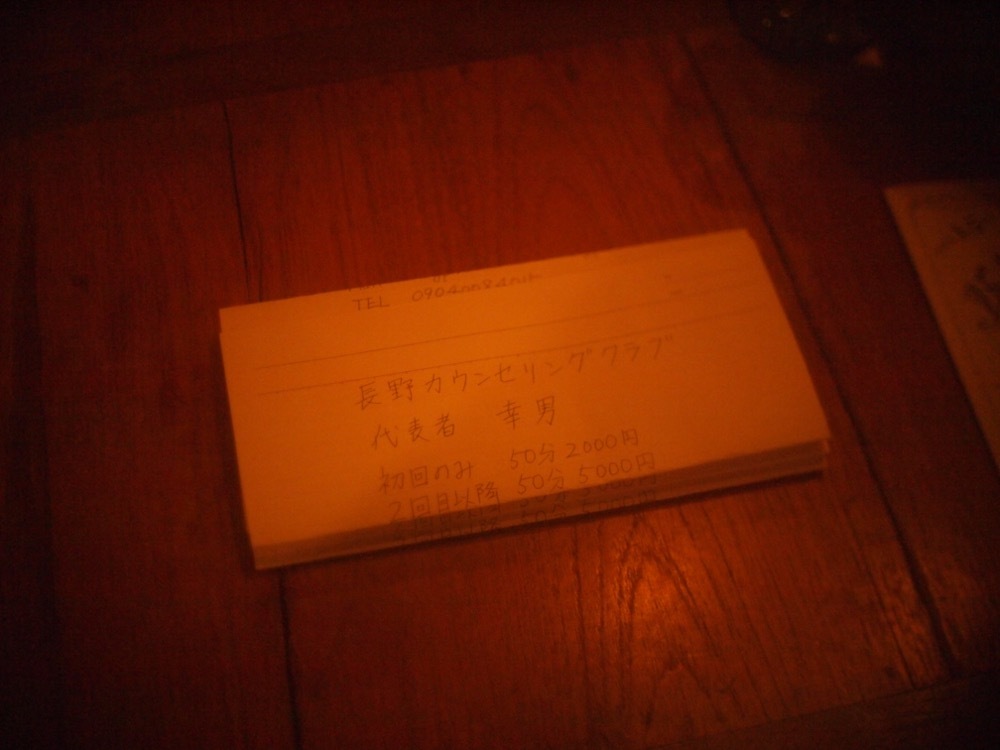 TEL
長野カウンセリングクラブ
代表者 幸男
初回のみ 50分 2000円
2回目以降 50分 5000円